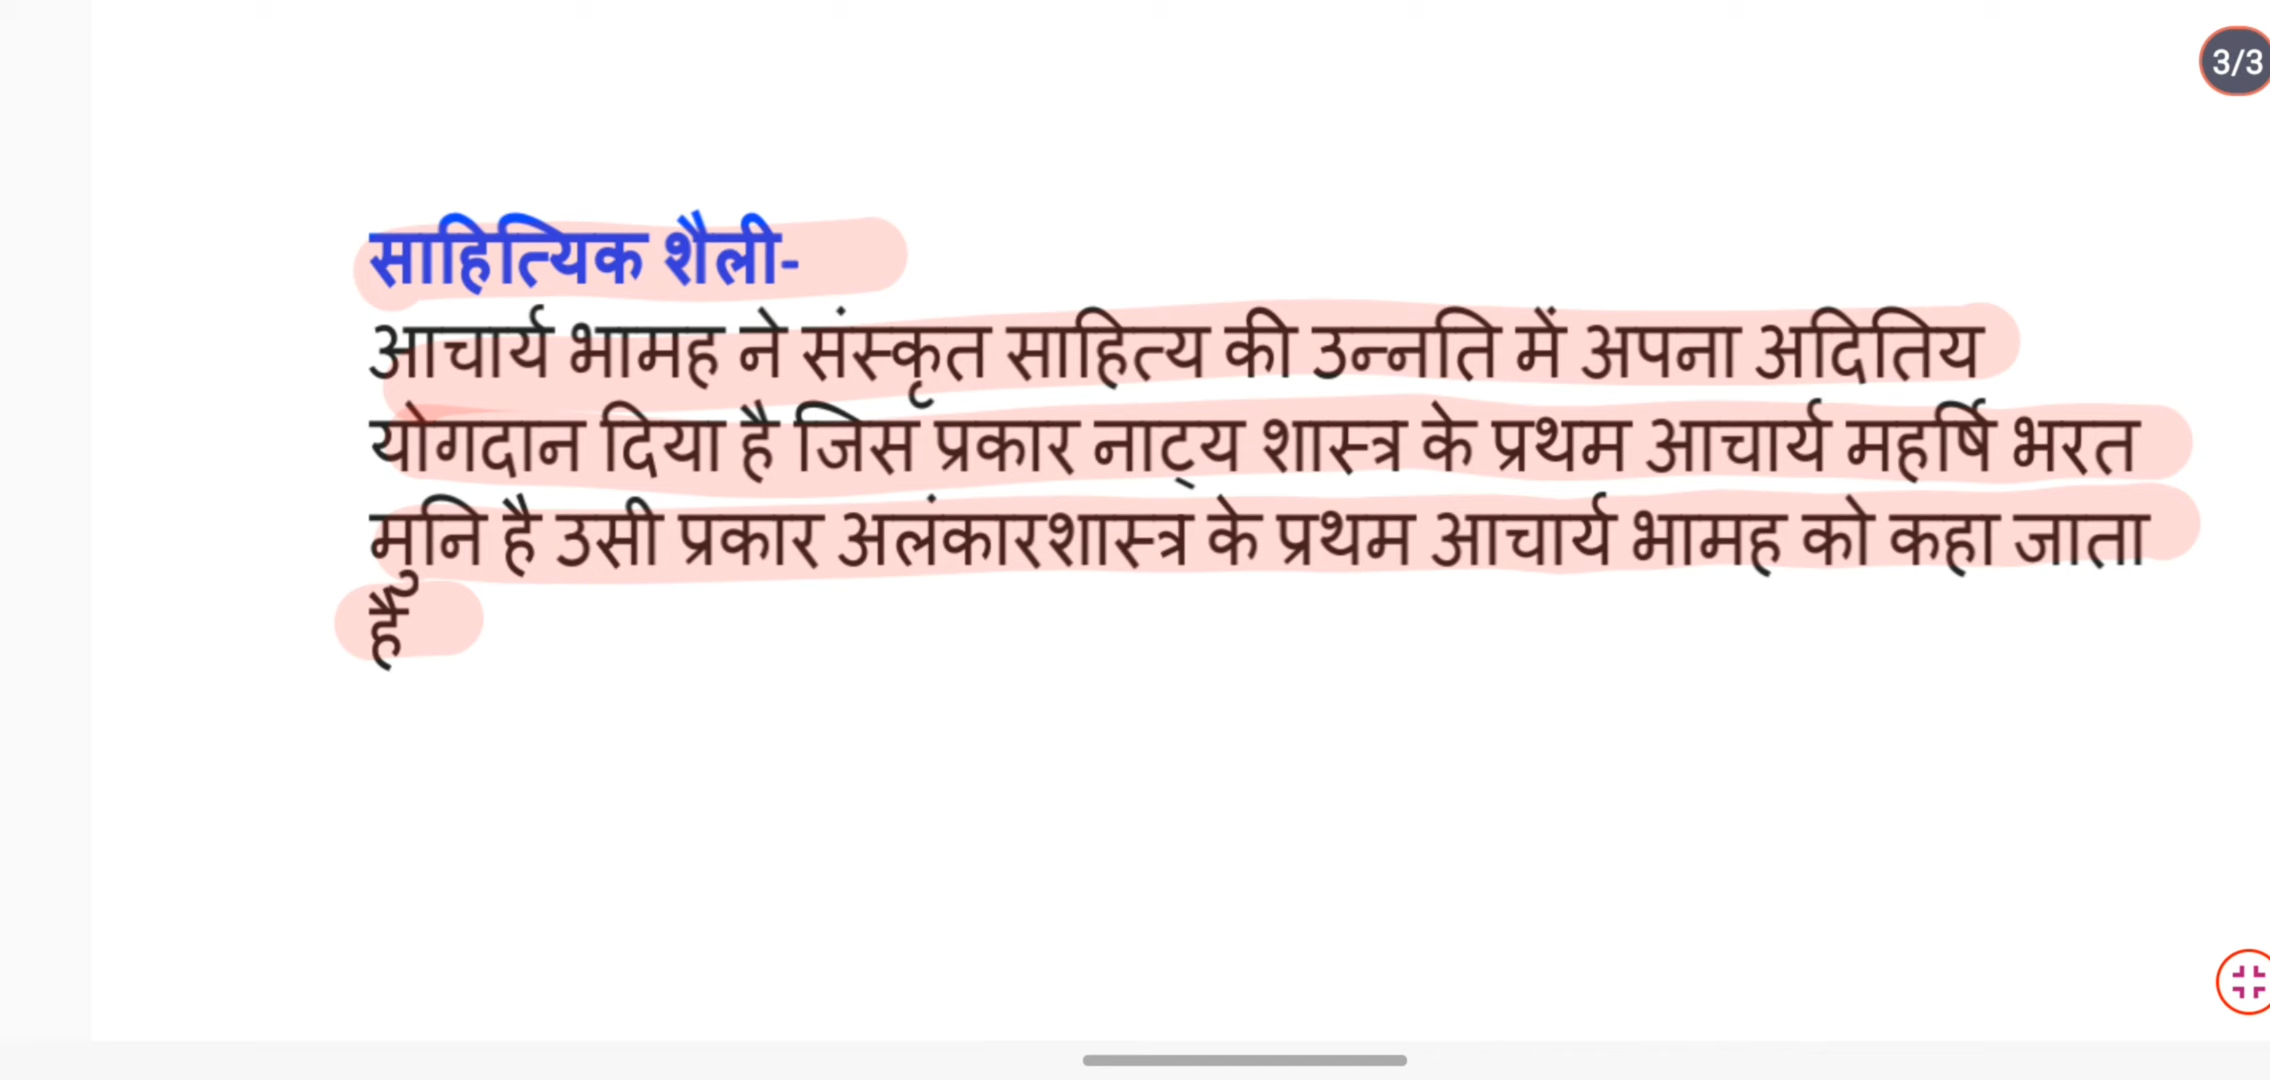 3/3
साहित्यिक शैली-
आचार्य भामह ने संस्कृत साहित्य की उन्नति में अपना अदितिय
योगदान दिया है जिस प्रकार नाट्य शास्त्र के प्रथम आचार्य महर्षि भरत
मुनि है उसी प्रकार अलंकारशास्त्र के प्रथम आचार्य भामह को कहा जाता
है